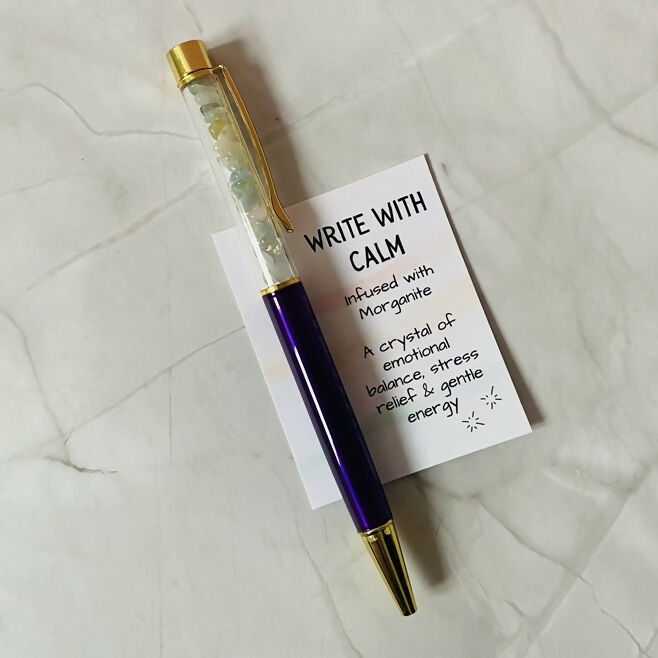 WRITE WITH
CALM
Infused with
Morganite
A crystal of
emotional
balance, stress
relief & gentle
energy